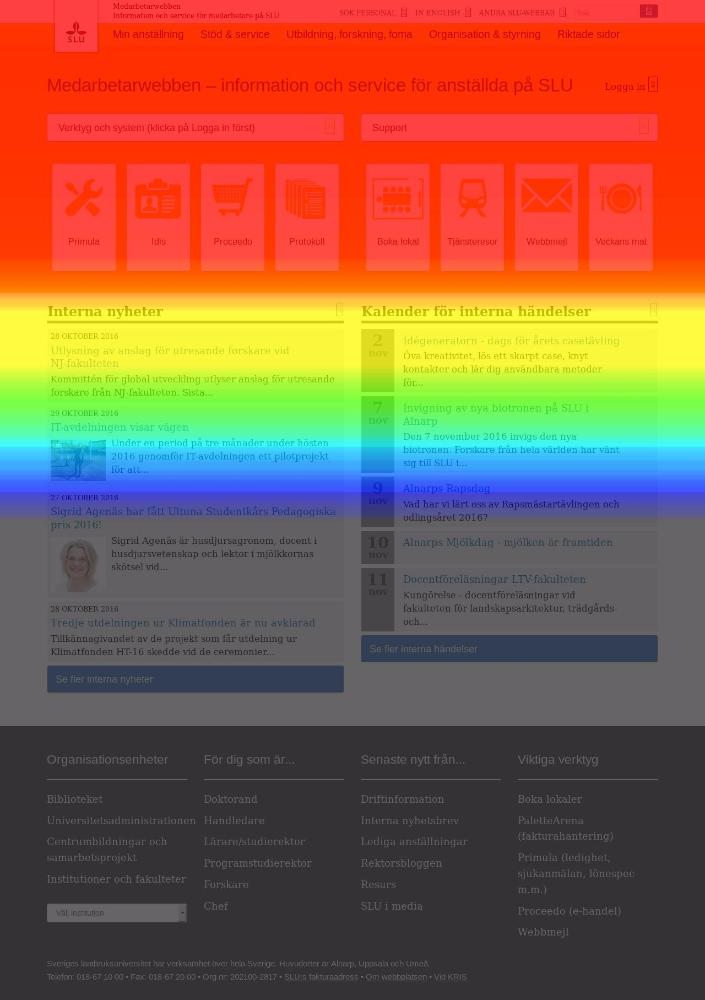 Medarbetarwebben
Information och service för medarbetare på SLU
SÖK PERSONAL
IN ENGLISH
ANDRA SLU-WEBBAR
Sök
SLU
Min anställning
Stöd & service
Utbildning, forskning, foma
Organisation & styrning
Riktade sidor
Medarbetarwebben – information och service för anställda på SLU
Logga in
Verktyg och system (klicka på Logga in först)
Support
Primula
Idis
Proceedo
Protokoll
Boka lokal
Tjänsteresor
Webbmejl
Veckans mat
Interna nyheter
28 OKTOBER 2016
Utlysning av anslag för utresande forskare vid
NJ-fakulteten
Kommittén för global utveckling utlyser anslag för utresande
forskare från NJ-fakulteten. Sista...
29 OKTOBER 2016
IT-avdelningen visar vägen
Under en period på tre månader under hösten
2016 genomför IT-avdelningen ett pilotprojekt
för att...
27 OKTOBER 2016
Sigrid Agenäs har fått Ultuna Studentkårs Pedagogiska
pris 2016!
Sigrid Agenäs är husdjursagronom, docent i
husdjursvetenskap och lektor i mjölkkornas
skötsel vid...
28 OKTOBER 2016
Tredje utdelningen ur Klimatfonden är nu avklarad
Tillkännagivandet av de projekt som får utdelning ur
Klimatfonden HT-16 skedde vid de ceremonier...
Se fler interna nyheter
Kalender för interna händelser
2
nov
Idégeneratorn - dags för årets casetävling
Öva kreativitet, lös ett skarpt case, knyt
kontakter och lär dig användbara metoder
för...
7
nov
Invigning av nya biotronen på SLU i
Alnarp
Den 7 november 2016 invigs den nya
biotronen. Forskare från hela världen har vänt
sig till SLU i...
9
nov
Alnarps Rapsdag
Vad har vi lärt oss av Rapsmästartävlingen och
odlingsåret 2016?
10
nov
Alnarps Mjölkdag - mjölken är framtiden
11
nov
Docentföreläsningar LTV-fakulteten
Kungörelse - docentföreläsningar vid
fakulteten för landskapsarkitektur, trädgårds-
och...
Se fler interna händelser
Organisationsenheter
Biblioteket
Universitetsadministrationen
Centrumbildningar och
samarbetsprojekt
Institutioner och fakulteter
Välj institution
För dig som är...
Doktorand
Handledare
Lärare/studierektor
Programstudierektor
Forskare
Chef
Senaste nytt från...
Driftinformation
Interna nyhetsbrev
Lediga anställningar
Rektorsbloggen
Resurs
SLU i media
Viktiga verktyg
Boka lokaler
PaletteArena
(fakturahantering)
Primula (ledighet,
sjukanmälan, lönespec
m.m.)
Proceedo (e-handel)
Webbmejl
Sveriges lantbruksuniversitet har verksamhet över hela Sverige. Huvudorter är Alnarp, Uppsala och Umeå.
Telefon: 018-67 10 00 • Fax: 018-67 20 00 • Org nr: 202100-2817 • SLU:s fakturaadress • Om webbplatsen • Vid KRIS